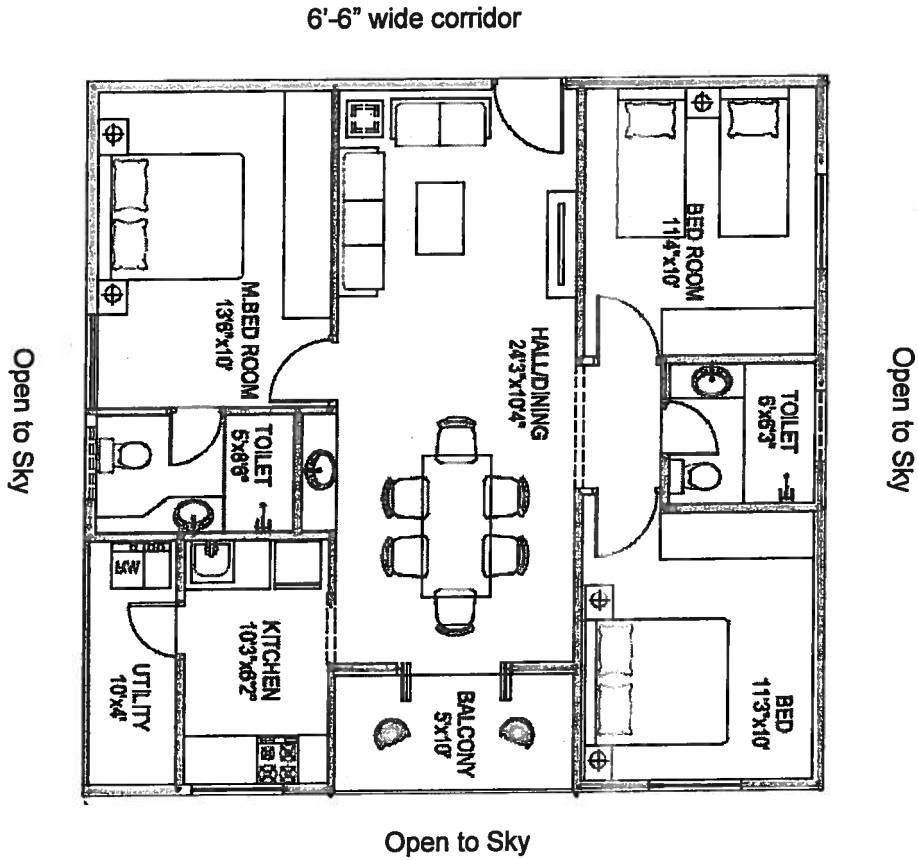 6'-6" wide corridor
BED ROOM
11'4"x10'
M.BED ROOM
13'6"x10'
HALL/DINING
24'3"x10'4"
Open to Sky
Open to Sky
TOILET
6'x6'3"
TOILET
5'x8'6"
MW
KITCHEN
10'3"x6'2"
UTILITY
10'x4'
BALCONY
5'x10'
BED
11'3"x10'
Open to Sky